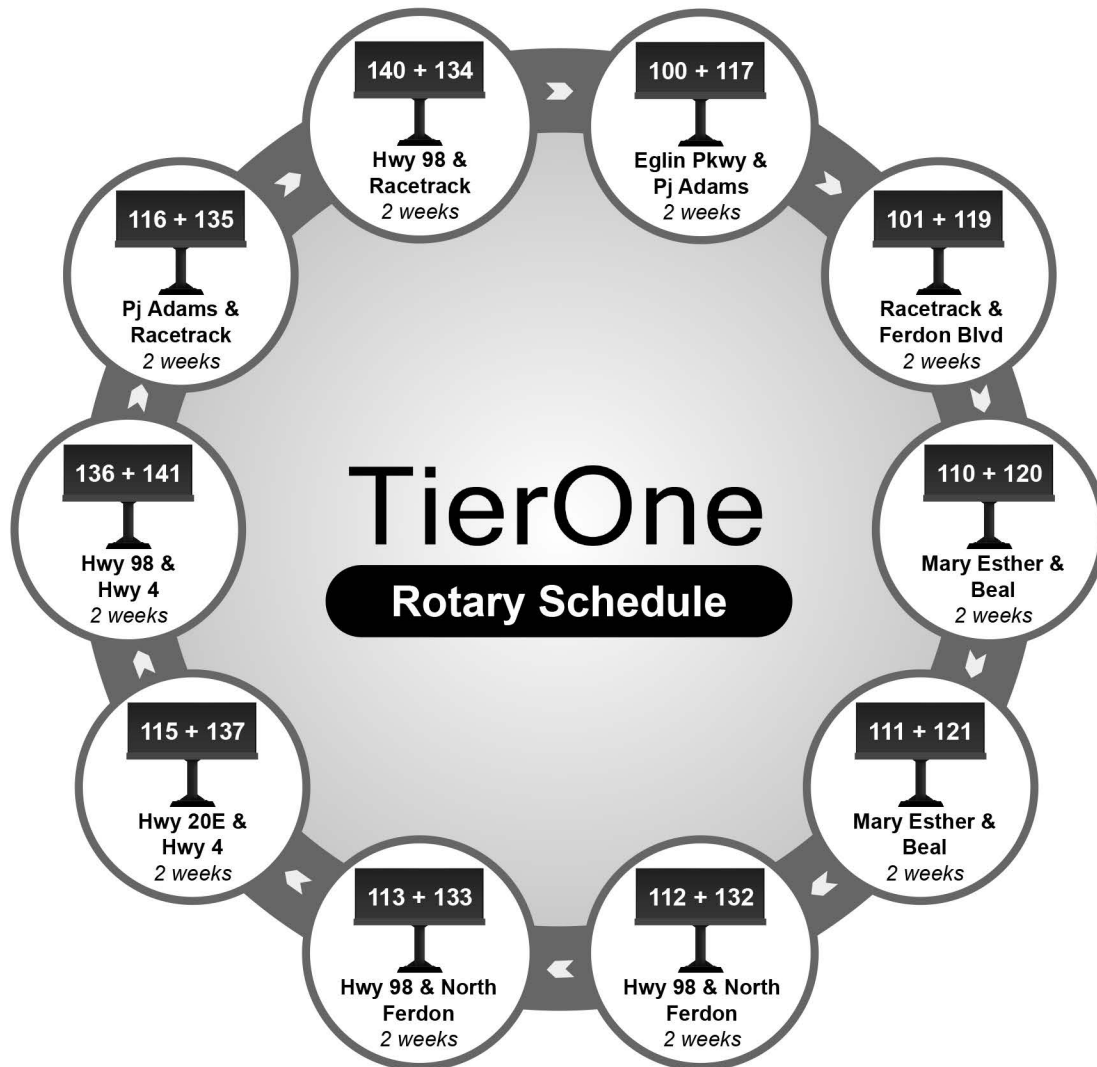 140 + 134
Hwy 98 &
Racetrack
2 weeks
100 + 117
Eglin Pkwy &
Pj Adams
2 weeks
101 + 119
Racetrack &
Ferdon Blvd
2 weeks
110 + 120
Mary Esther &
Beal
2 weeks
111 + 121
Mary Esther &
Beal
2 weeks
112 + 132
Hwy 98 & North
Ferdon
2 weeks
113 + 133
Hwy 98 & North
Ferdon
2 weeks
115 + 137
Hwy 20E &
Hwy 4
2 weeks
136 + 141
Hwy 98 &
Hwy 4
2 weeks
116 + 135
Pj Adams &
Racetrack
2 weeks
TierOne
Rotary Schedule